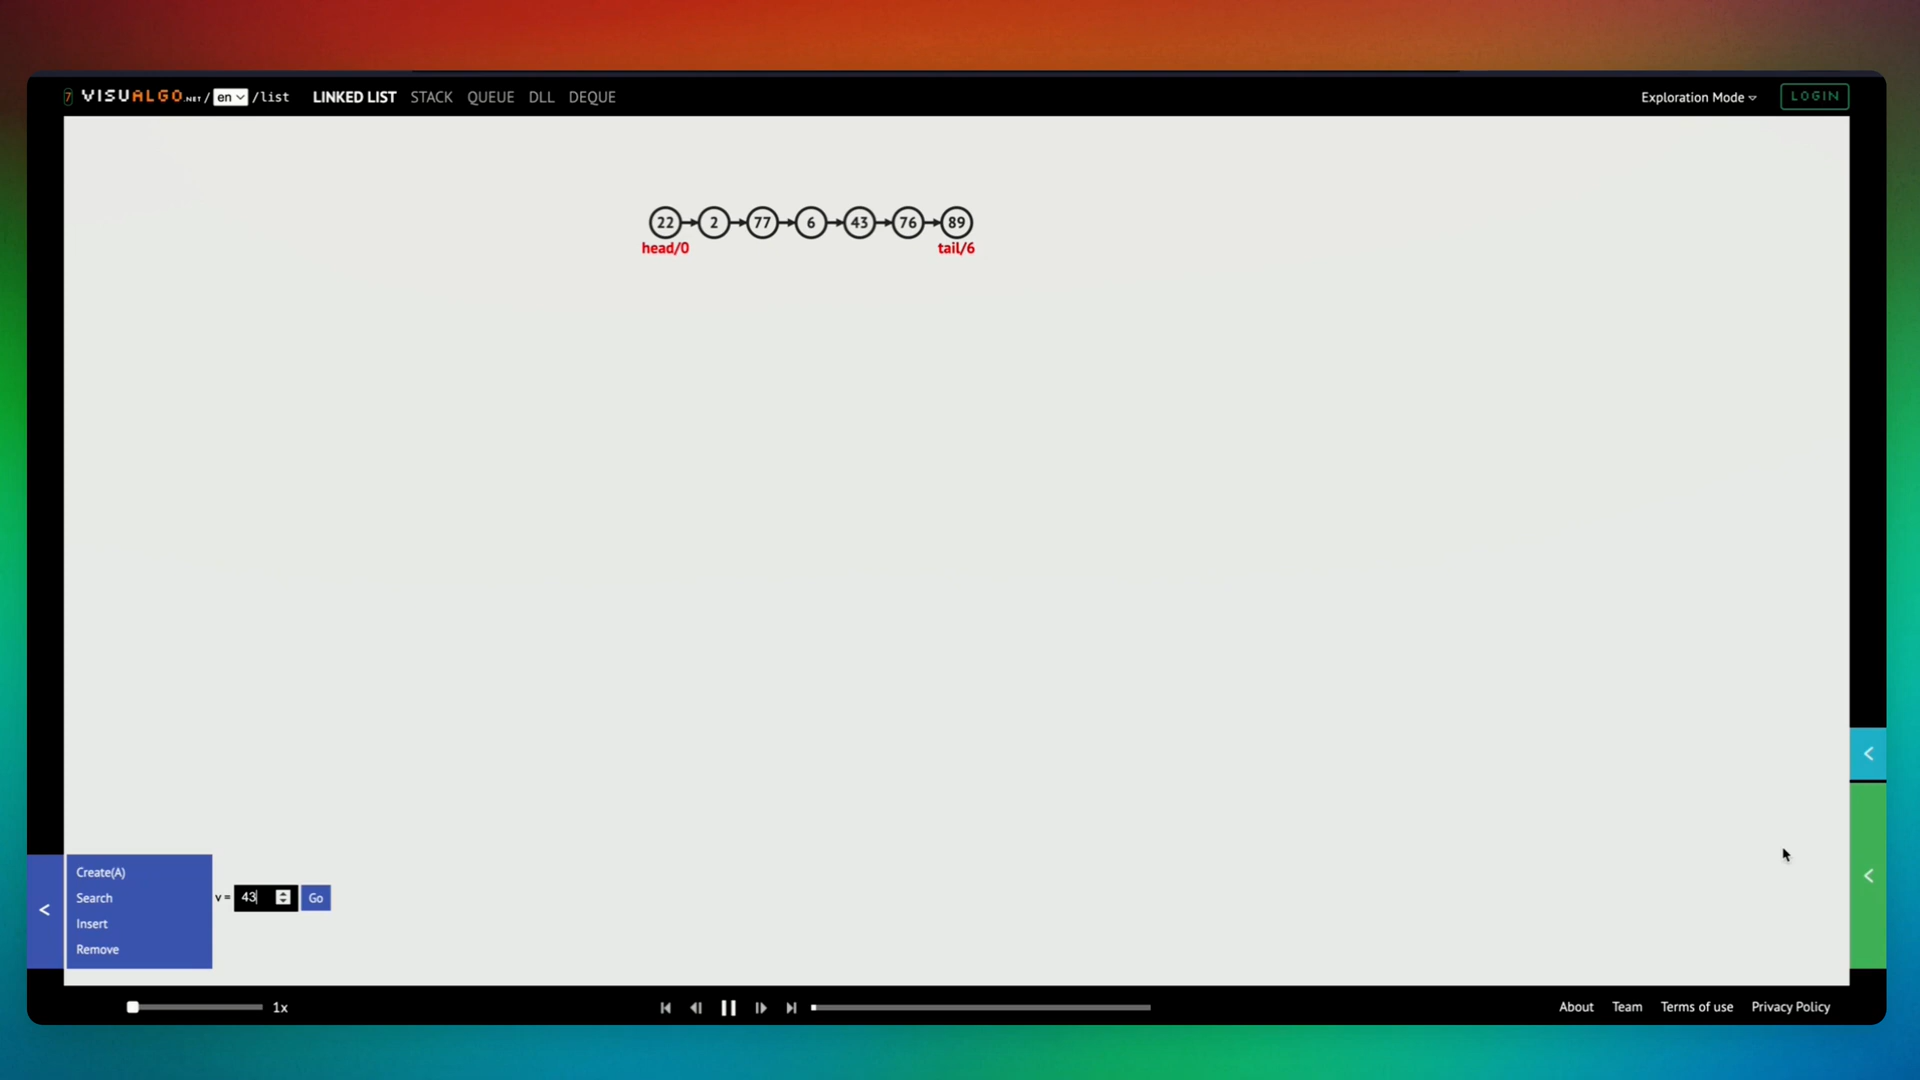 7 VISUALGO.NET / en /list LINKED LIST STACK QUEUE DLL DEQUE Exploration Mode LOGIN
22 2 77 6 43 76 89
head/0 tail/6
Create(A)
Search v = 43 Go
Insert
Remove
1x About Team Terms of use Privacy Policy